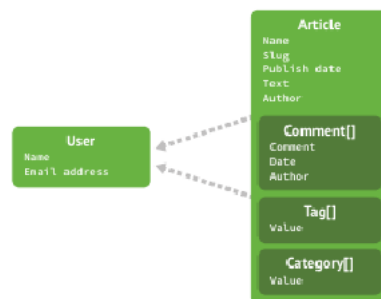 Article
Name
Slug
Publish date
Text
Author
User
Name
Email address
Comment[]
Comment
Date
Author
Tag[]
Value
Category[]
Value